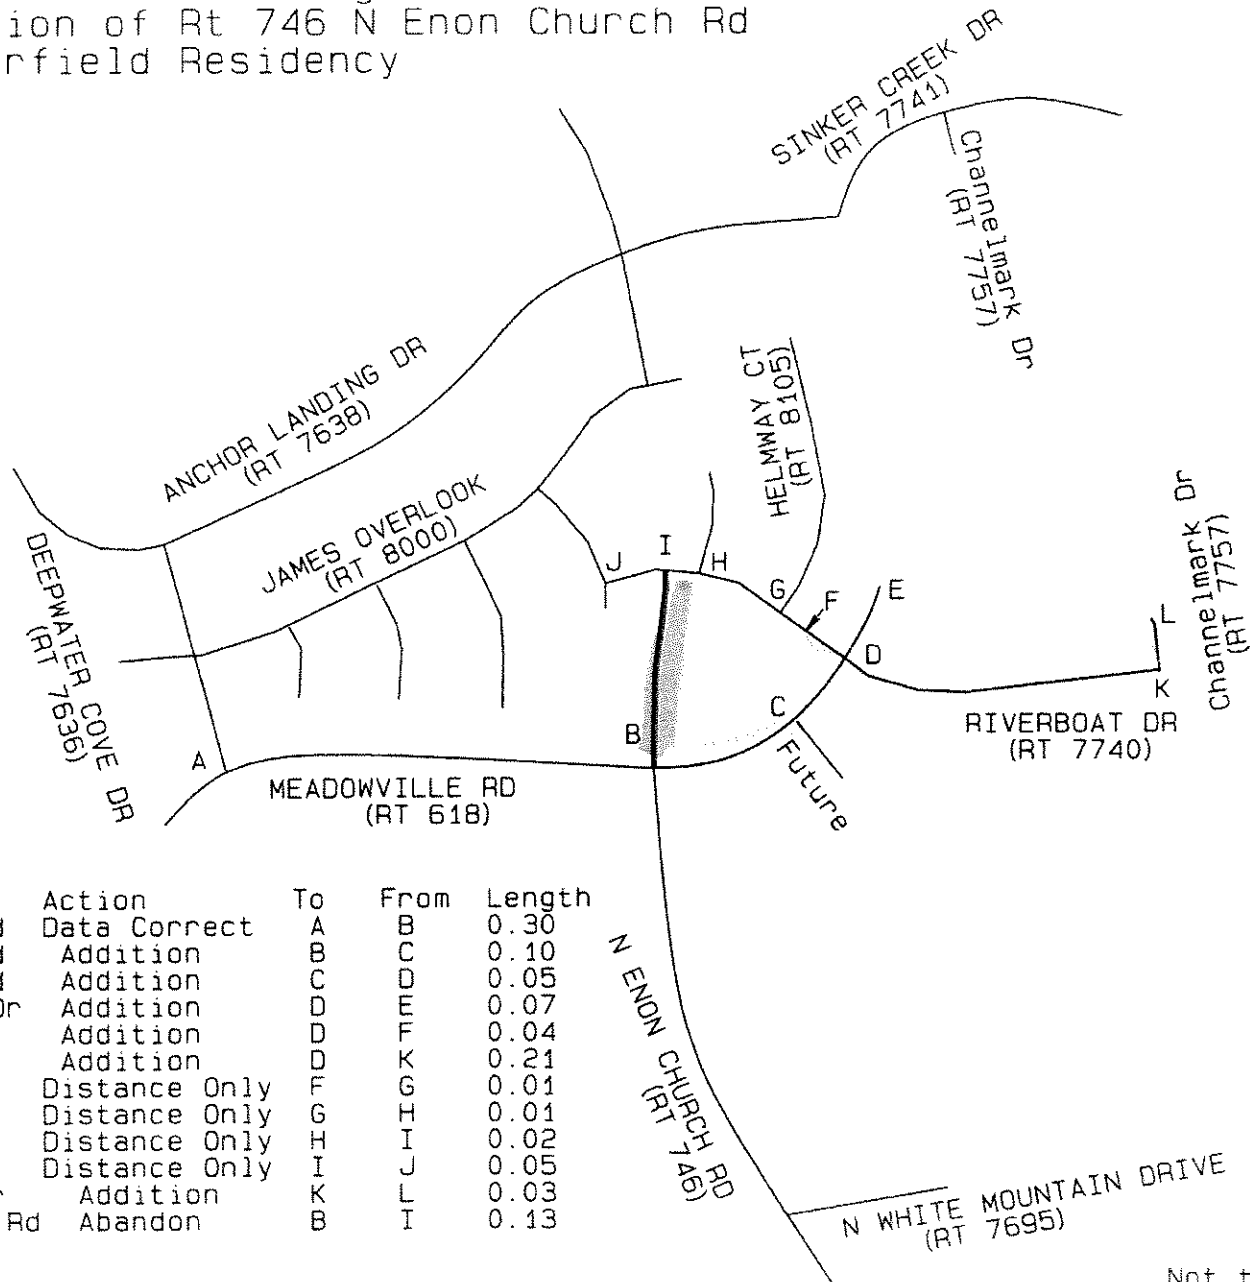 ion of Rt 746 N Enon Church Rd
rfield Residency
SINKER CREEK DR
(RT 7741)
Channelmark Dr
(RT 7757)
ANCHOR LANDING DR
(RT 7638)
HELMWAY CT
(RT 8105)
JAMES OVERLOOK
(RT 8000)
DEEPWATER COVE DR
(RT 7636)
J
I
H
G
F
E
D
C
B
A
L
K
Channelmark Dr
(RT 7757)
RIVERBOAT DR
(RT 7740)
Future
MEADOWVILLE RD
(RT 618)
Action To From Length
d Data Correct A B 0.30
d Addition B C 0.10
d Addition C D 0.05
Dr Addition D E 0.07
Addition D F 0.04
Addition D K 0.21
Distance Only F G 0.01
Distance Only G H 0.01
Distance Only H I 0.02
Distance Only I J 0.05
Addition K L 0.03
Rd Abandon B I 0.13
N ENON CHURCH RD
(RT 746)
N WHITE MOUNTAIN DRIVE
(RT 7695)
Not t